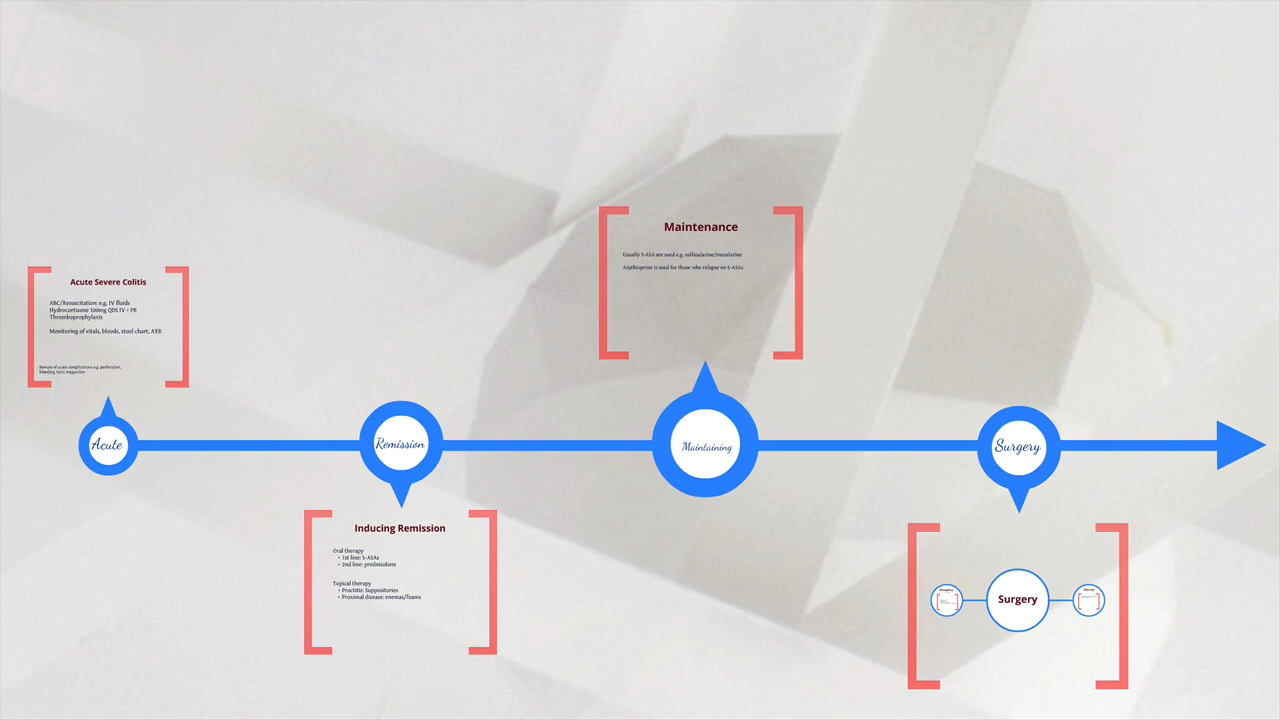 Acute Severe Colitis
ABC/Resuscitation: e.g. IV fluids
Hydrocortisone 100mg QDS IV + PR
Thromboprophylaxis
Monitoring of vitals, bloods, stool chart, AXR
Beware of acute complications e.g. perforation,
bleeding, toxic megacolon
Acute
Remission
Inducing Remission
Oral therapy
• 1st line: 5-ASAs
• 2nd line: prednisolone
Topical therapy
• Proctitis: Suppositories
• Proximal disease: enemas/foams
Maintenance
Usually 5-ASA are used e.g. sulfasalazine/mesalazine
Azathioprine is used for those who relapse on 5-ASAs
Maintaining
Surgery
Emergency
Surgery
Elective